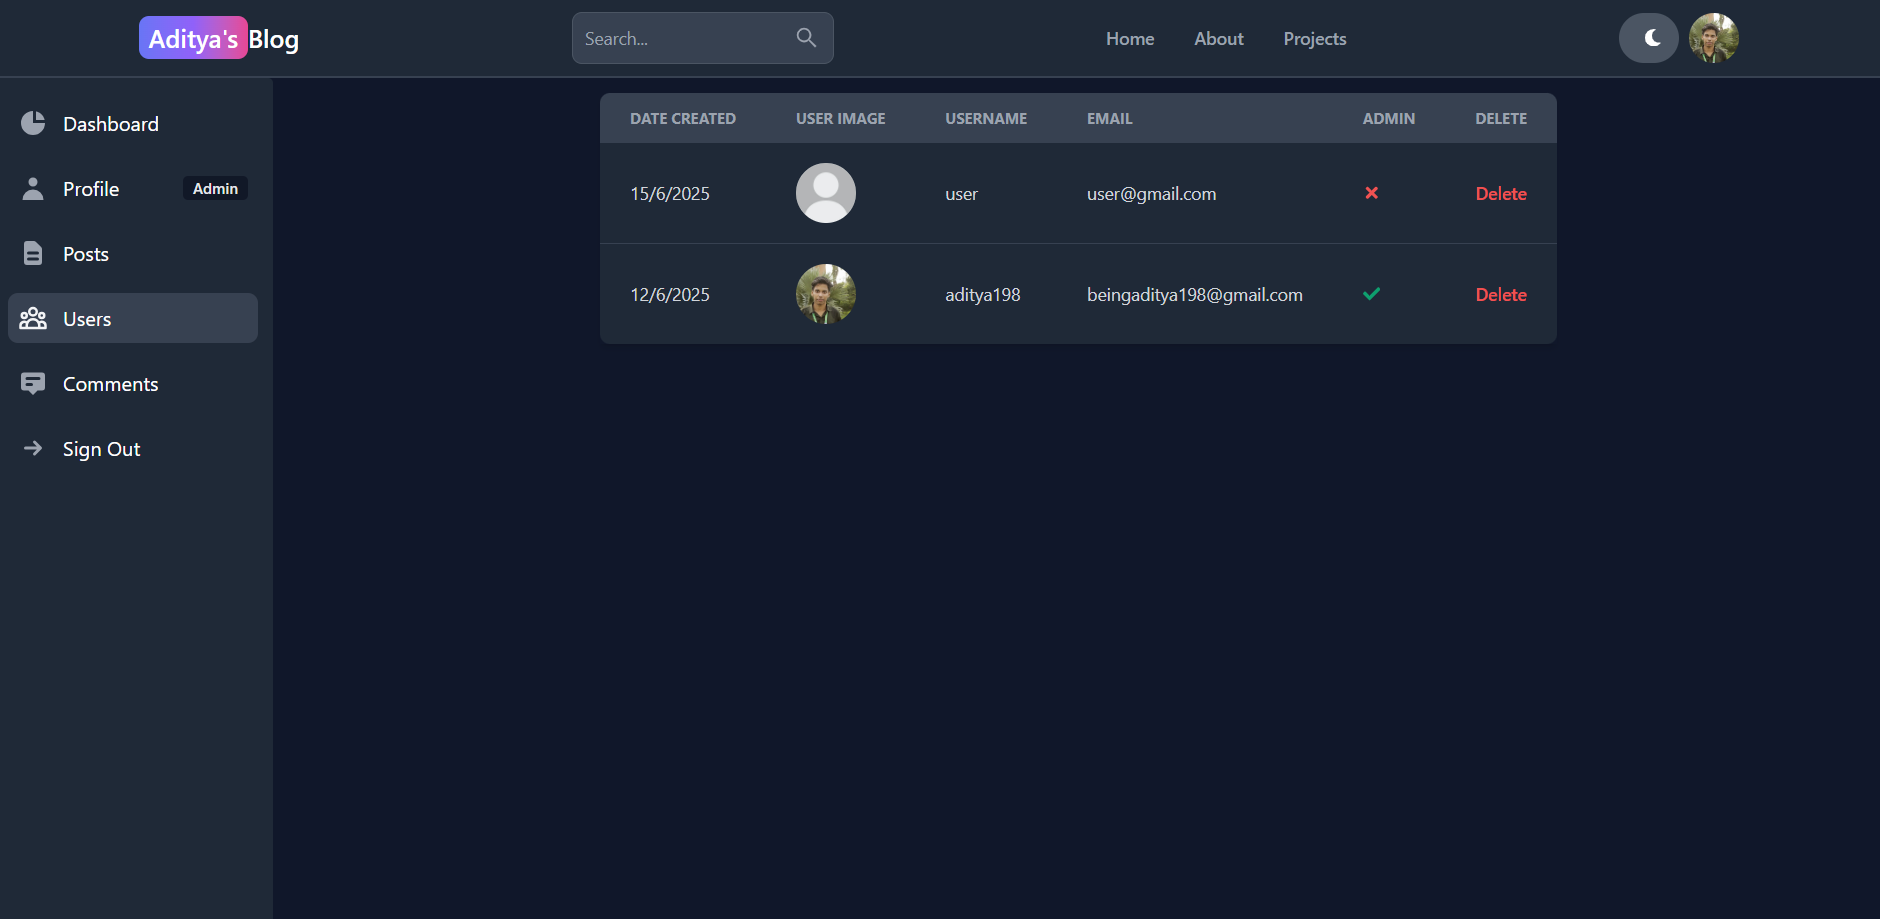 Aditya's Blog
Search...
Home About Projects
Dashboard
Profile Admin
Posts
Users
Comments
Sign Out
DATE CREATED USER IMAGE USERNAME EMAIL ADMIN DELETE
15/6/2025 user user@gmail.com Delete
12/6/2025 aditya198 beingaditya198@gmail.com Delete